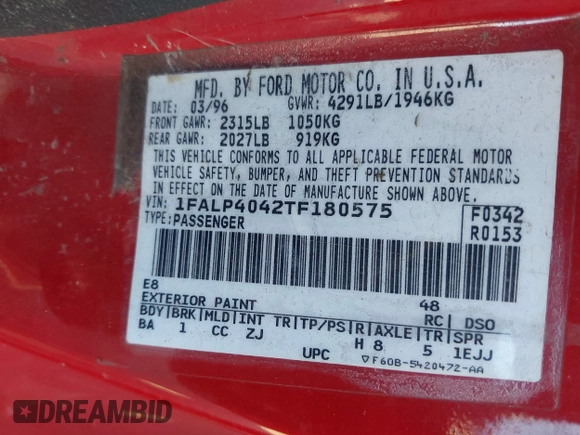 MFD. BY FORD MOTOR CO. IN U.S.A.
DATE: 03/96 GVWR: 4291LB/1946KG
FRONT GAWR: 2315LB 1050KG
REAR GAWR: 2027LB 919KG
THIS VEHICLE CONFORMS TO ALL APPLICABLE FEDERAL MOTOR
VEHICLE SAFETY, BUMPER, AND THEFT PREVENTION STANDARDS
IN EFFECT ON THE DATE OF MANUFACTURE SHOWN ABOVE.
VIN: 1FALP4042TF180575 F0342
TYPE: PASSENGER R0153
E8
EXTERIOR PAINT 48 RC DSO
BDY BRK MLD INT TR TP/PS R AXLE TR SPR
BA 1 CC ZJ H 8 5 1EJJ
UPC ▽F60B-5420472-AA
DREAMBID